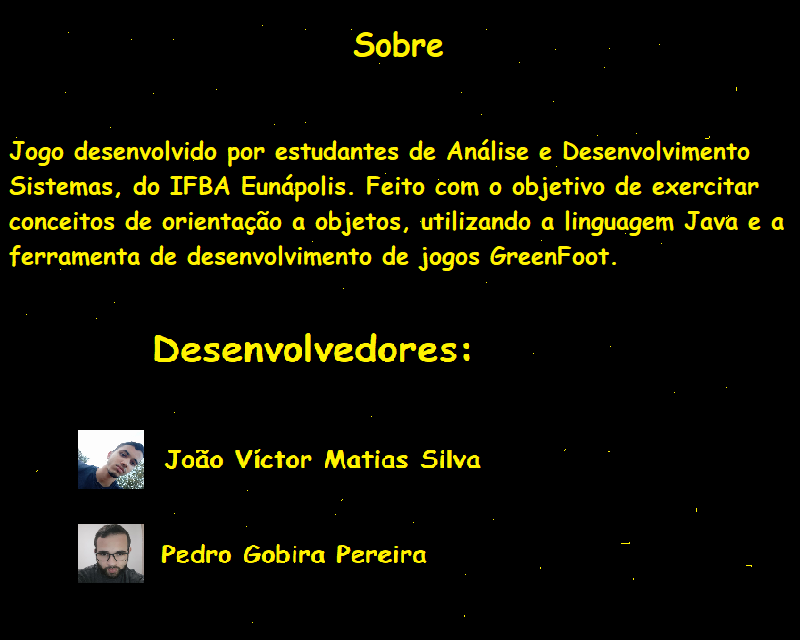 Sobre
Jogo desenvolvido por estudantes de Análise e Desenvolvimento
Sistemas, do IFBA Eunápolis. Feito com o objetivo de exercitar
conceitos de orientação a objetos, utilizando a linguagem Java e a
ferramenta de desenvolvimento de jogos GreenFoot.
Desenvolvedores:
João Víctor Matias Silva
Pedro Gobira Pereira